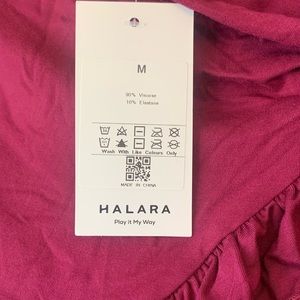 M
90% Viscose
10% Elastane
Wash With Like Colours Only
MADE IN CHINA
HALARA
Play it My Way